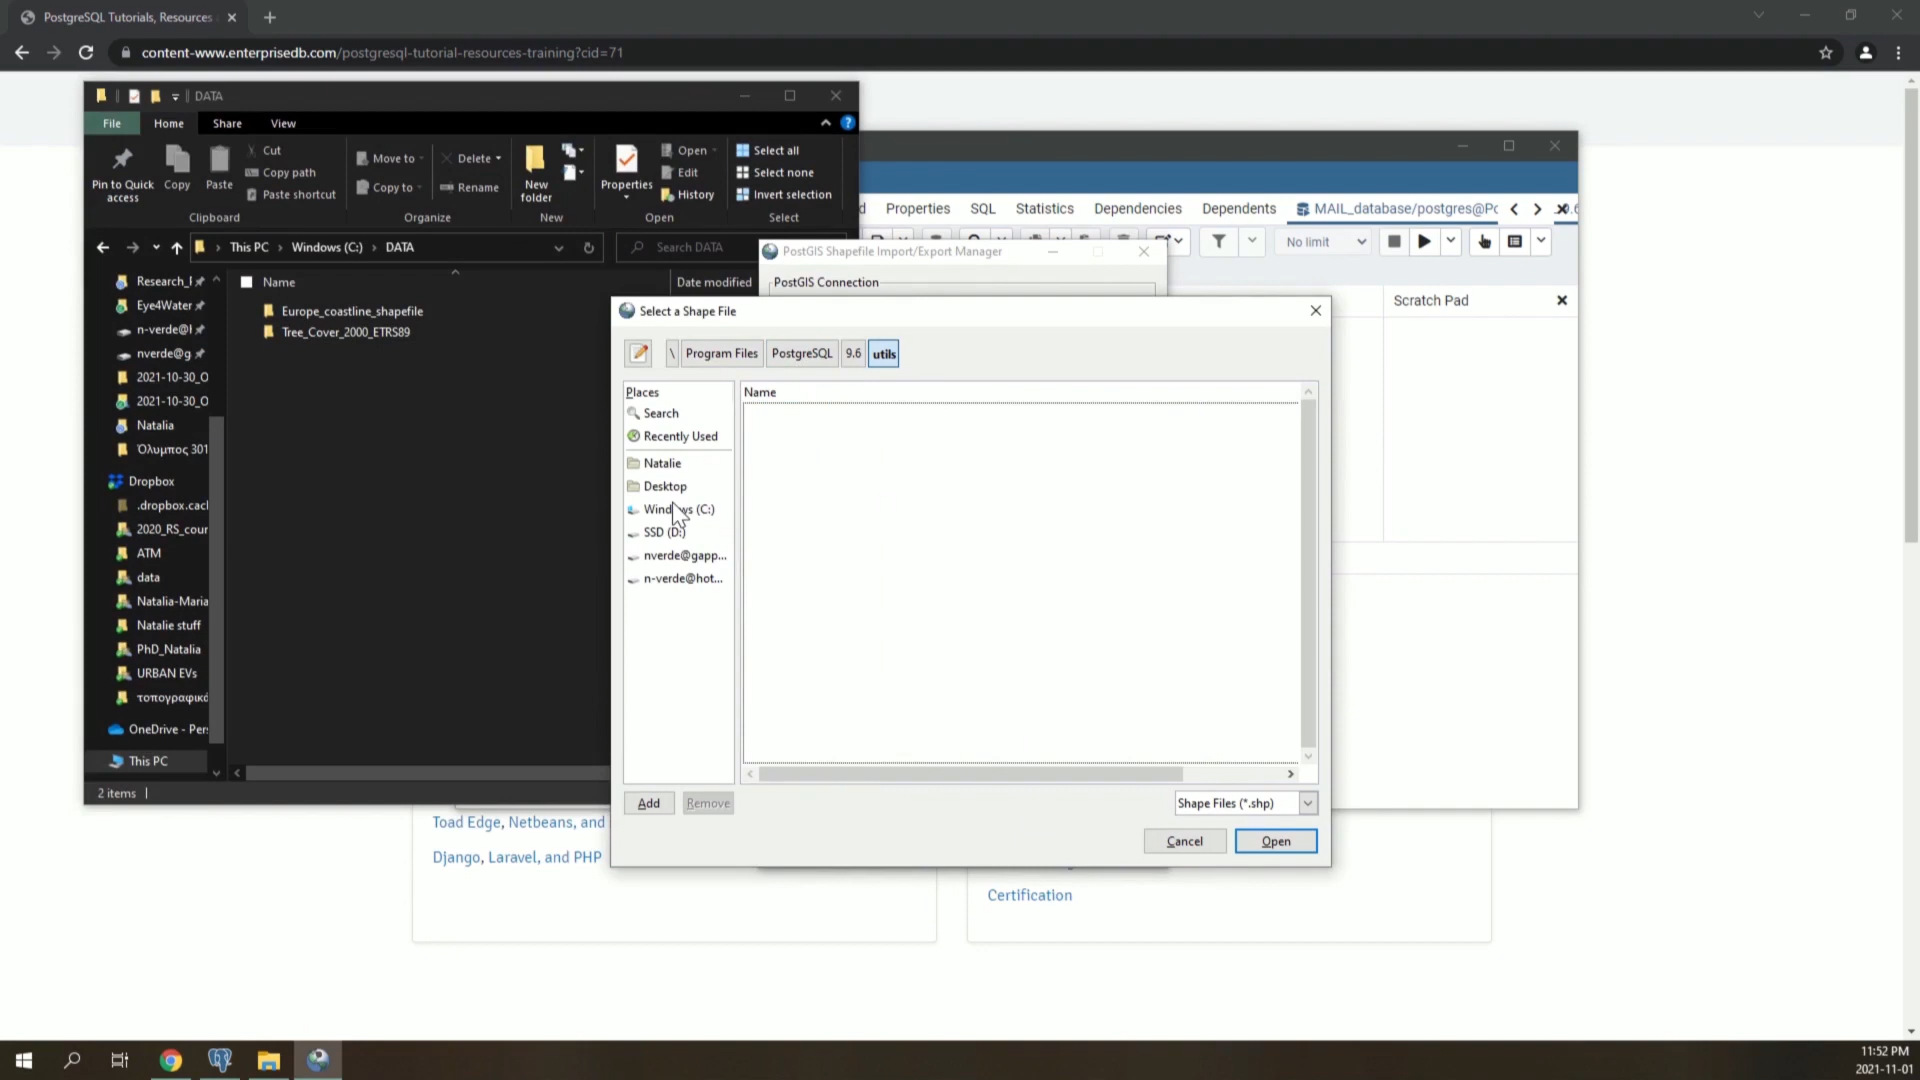 PostgreSQL Tutorials, Resources
content-www.enterprisedb.com/postgresql-tutorial-resources-training?cid=71
DATA
File Home Share View
Pin to Quick access
Copy
Paste
Cut
Copy path
Paste shortcut
Clipboard
Move to
Copy to
Delete
Rename
Organize
New folder
New
Properties
Open
Edit
History
Open
Select all
Select none
Invert selection
Select
This PC > Windows (C:) > DATA
Search DATA
Name
Date modified
Europe_coastline_shapefile
Tree_Cover_2000_ETRS89
Research_
Eye4Water
n-verde@
nverde@g
2021-10-30_O
2021-10-30_O
Natalia
Όλυμπος 301
Dropbox
.dropbox.cacl
2020_RS_cour
ATM
data
Natalia-Maria
Natalie stuff
PhD_Natalia
URBAN EVs
τοπογραφικά
OneDrive - Per
This PC
2 items
Properties SQL Statistics Dependencies Dependents MAIL_database/postgres@Pc
No limit
Scratch Pad
PostGIS Shapefile Import/Export Manager
PostGIS Connection
Select a Shape File
\ Program Files PostgreSQL 9.6 utils
Places
Search
Recently Used
Natalie
Desktop
Windows (C:)
SSD (D:)
nverde@gapp...
n-verde@hot...
Name
Add
Remove
Shape Files (*.shp)
Cancel
Open
Toad Edge, Netbeans, and
Django, Laravel, and PHP
Certification
11:52 PM
2021-11-01